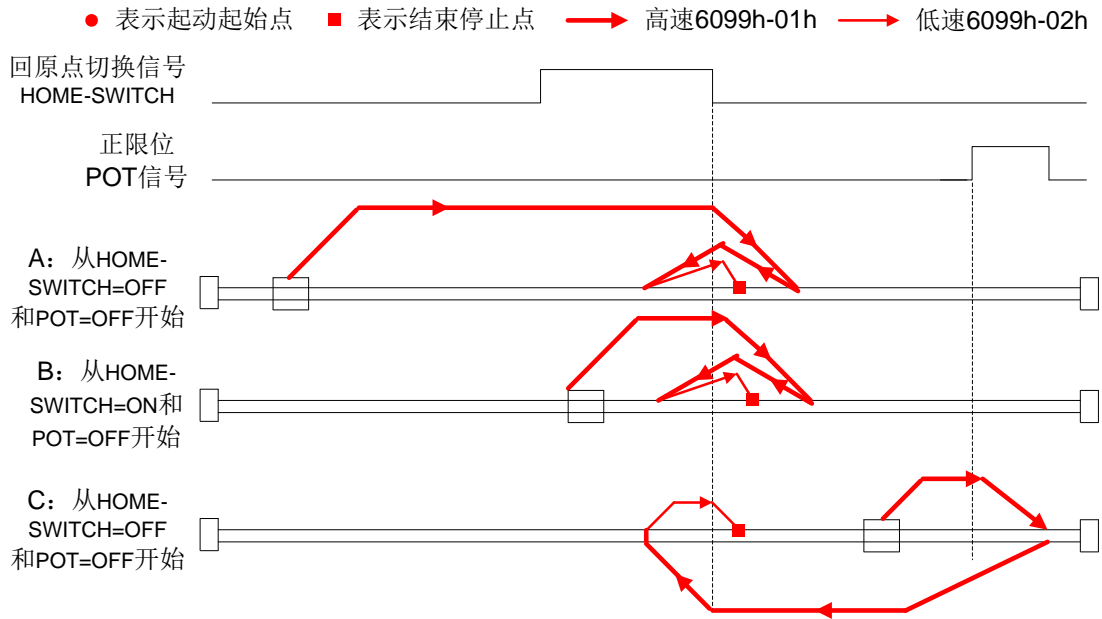 表示起动起始点 表示结束停止点 高速6099h-01h 低速6099h-02h
回原点切换信号
HOME-SWITCH
正限位
POT信号
A：从HOME-
SWITCH=OFF
和POT=OFF开始
B：从HOME-
SWITCH=ON和
POT=OFF开始
C：从HOME-
SWITCH=OFF
和POT=OFF开始